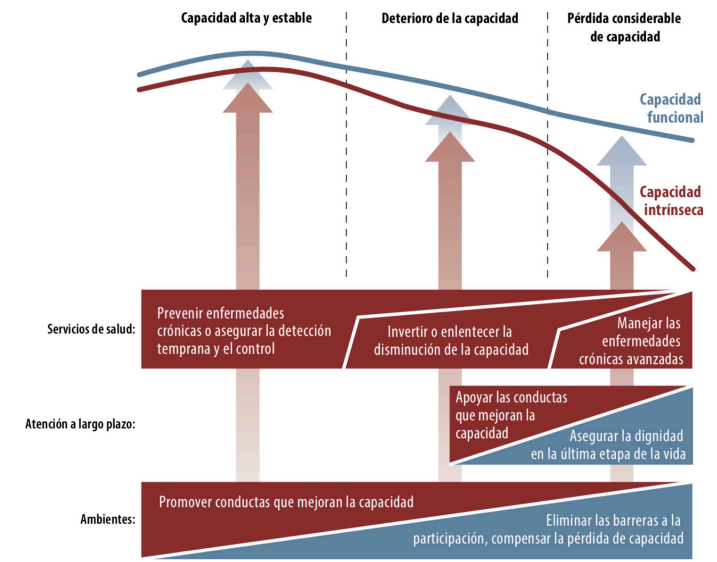 Capacidad alta y estable
Deterioro de la capacidad
Pérdida considerable
de capacidad
Capacidad
funcional
Capacidad
intrínseca
Servicios de salud:
Prevenir enfermedades
crónicas o asegurar la detección
temprana y el control
Invertir o enlentecer la
disminución de la capacidad
Manejar las
enfermedades
crónicas avanzadas
Atención a largo plazo:
Apoyar las conductas
que mejoran la
capacidad
Asegurar la dignidad
en la última etapa de la vida
Ambientes:
Promover conductas que mejoran la capacidad
Eliminar las barreras a la
participación, compensar la pérdida de capacidad